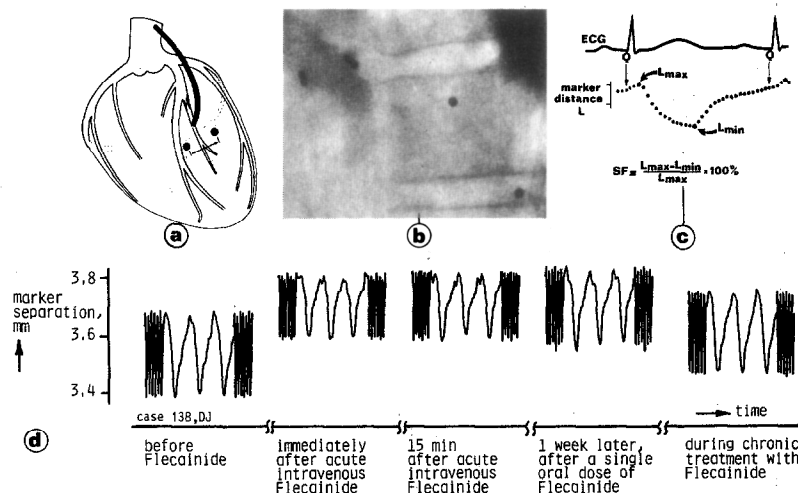 ECG
Q
Q
Lmax
marker
distance
L
Lmin
SF= Lmax-Lmin
Lmax
•100%
a
b
c
marker
separation,
mm
3,8
3,6
3,4
case 138,DJ
time
d
before
Flecainide
immediately
after acute
intravenous
Flecainide
15 min
after acute
intravenous
Flecainide
1 week later,
after a single
oral dose of
Flecainide
during chronic
treatment with
Flecainide